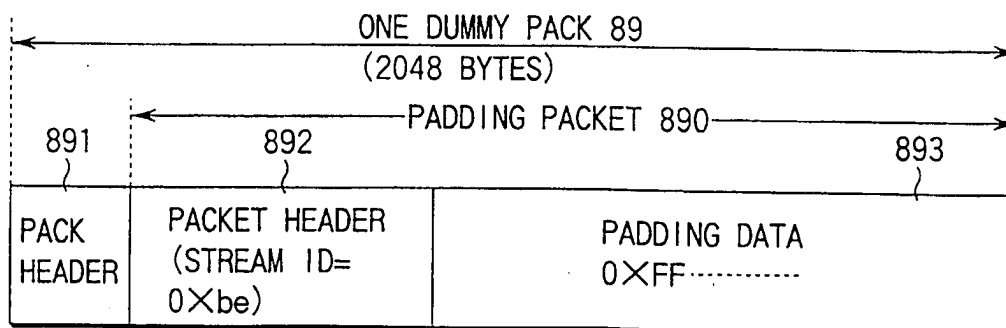 ONE DUMMY PACK 89
(2048 BYTES)
PADDING PACKET 890
891
892
893
PACK
HEADER
PACKET HEADER
(STREAM ID=
0×be)
PADDING DATA
0×FF------------